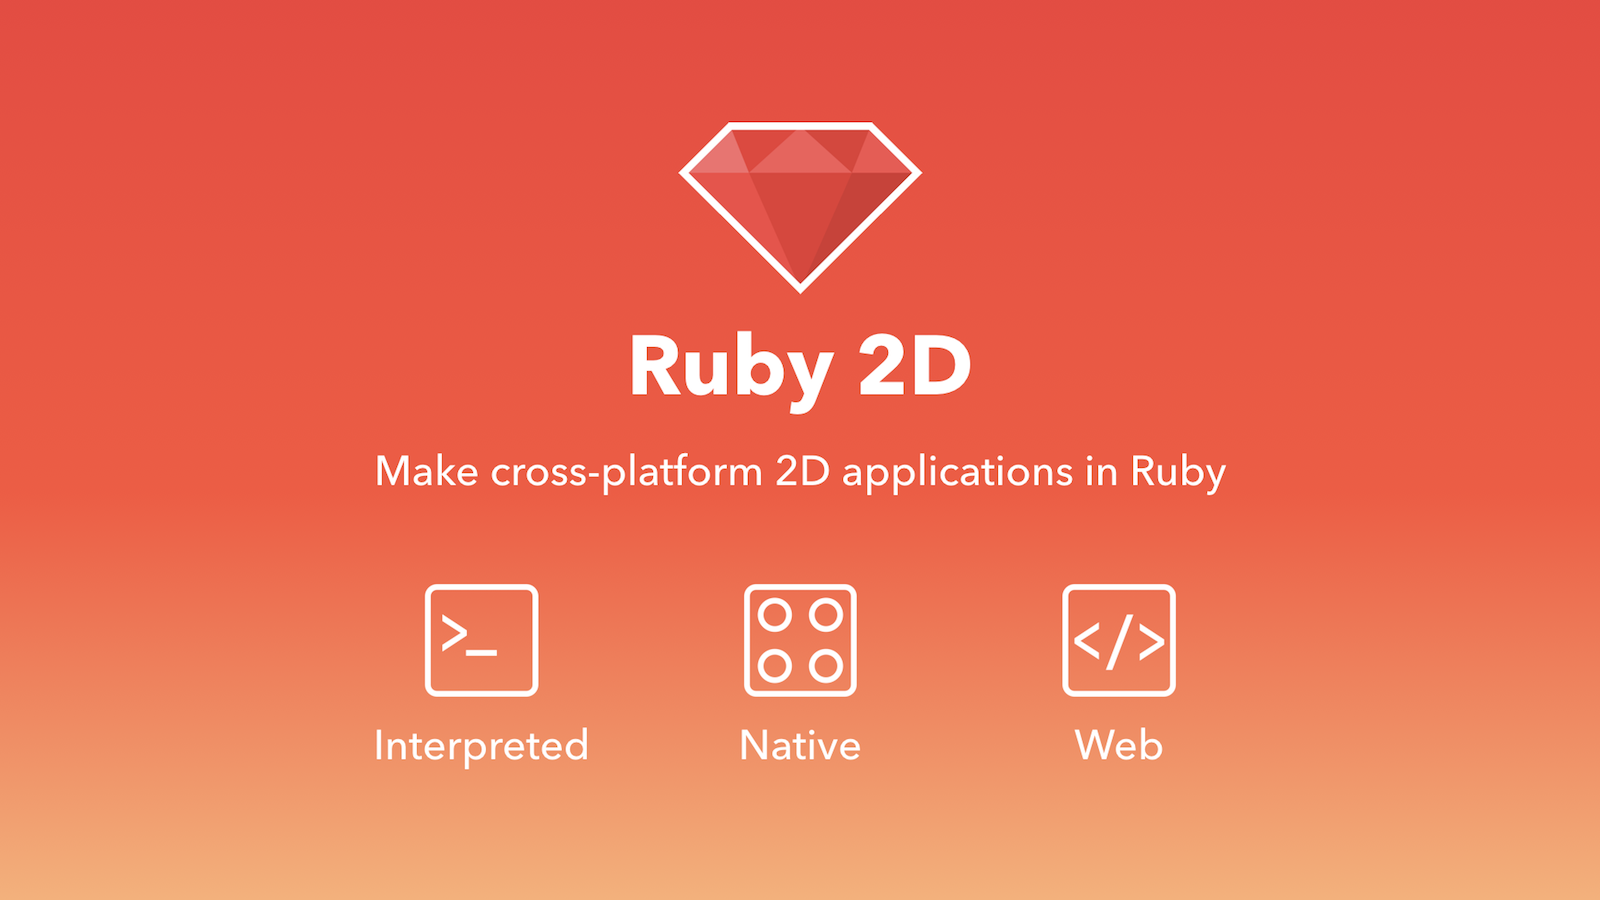 Ruby 2D
Make cross-platform 2D applications in Ruby
>_
</>
Interpreted
Native
Web